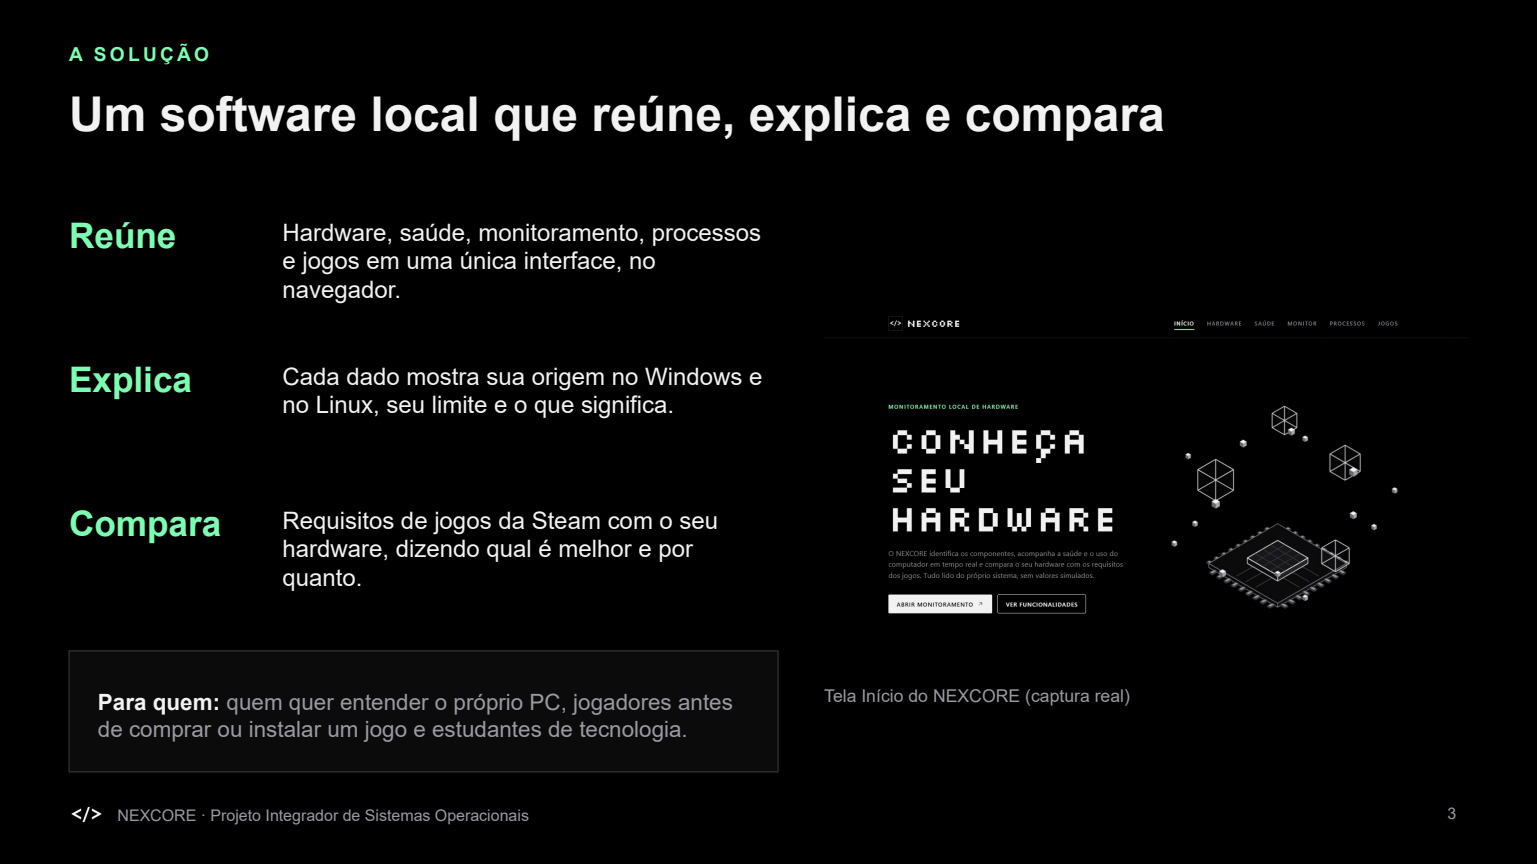 A SOLUÇÃO
Um software local que reúne, explica e compara
Reúne
Hardware, saúde, monitoramento, processos
e jogos em uma única interface, no
navegador.
Explica
Cada dado mostra sua origem no Windows e
no Linux, seu limite e o que significa.
Compara
Requisitos de jogos da Steam com o seu
hardware, dizendo qual é melhor e por
quanto.
Para quem: quem quer entender o próprio PC, jogadores antes
de comprar ou instalar um jogo e estudantes de tecnologia.
</> NEXCORE
INÍCIO HARDWARE SAÚDE MONITOR PROCESSOS JOGOS
MONITORAMENTO LOCAL DE HARDWARE
CONHEÇA
SEU
HARDWARE
O NEXCORE identifica os componentes, acompanha a saúde e o uso do
computador em tempo real e compara o seu hardware com os requisitos
dos jogos. Tudo lido do próprio sistema, sem valores simulados.
ABRIR MONITORAMENTO ↗ VER FUNCIONALIDADES
Tela Início do NEXCORE (captura real)
</> NEXCORE · Projeto Integrador de Sistemas Operacionais
3